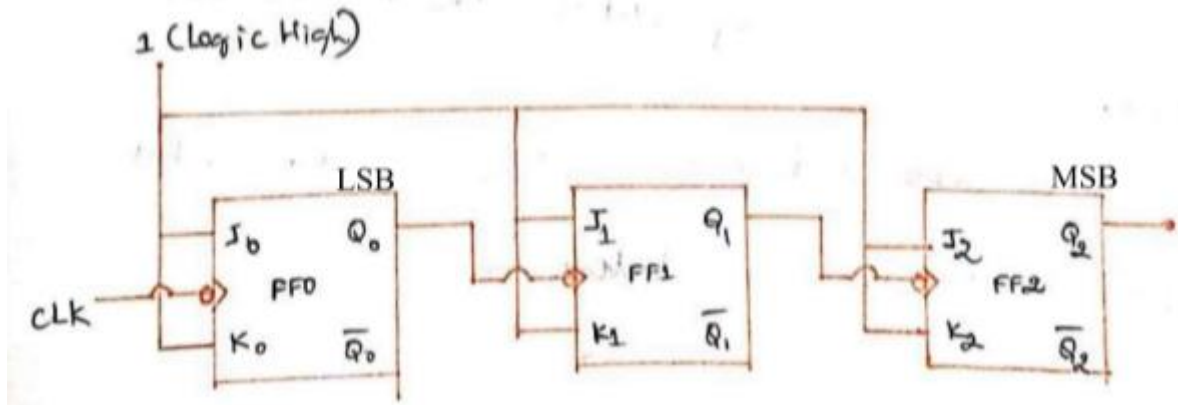 1 (Logic High)
LSB
MSB
J0 Q0
J1 Q1
J2 Q2
CLK
FF0
FF1
FF2
K0 Q̅0
K1 Q̅1
K2 Q̅2